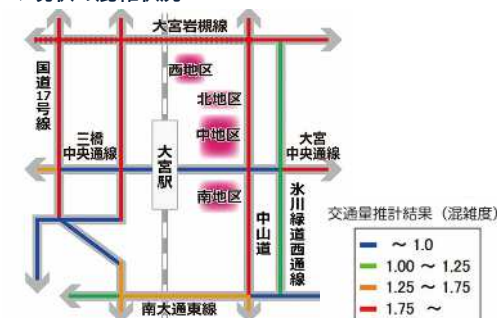 大宮岩槻線
国道17号線
西地区
北地区
中地区
三橋
中央通線
大宮駅
大宮
中央通線
南地区
中山道
氷川緑道西通線
南大通東線
交通量推計結果（混雑度）
～ 1.0
1.00 ～ 1.25
1.25 ～ 1.75
1.75 ～